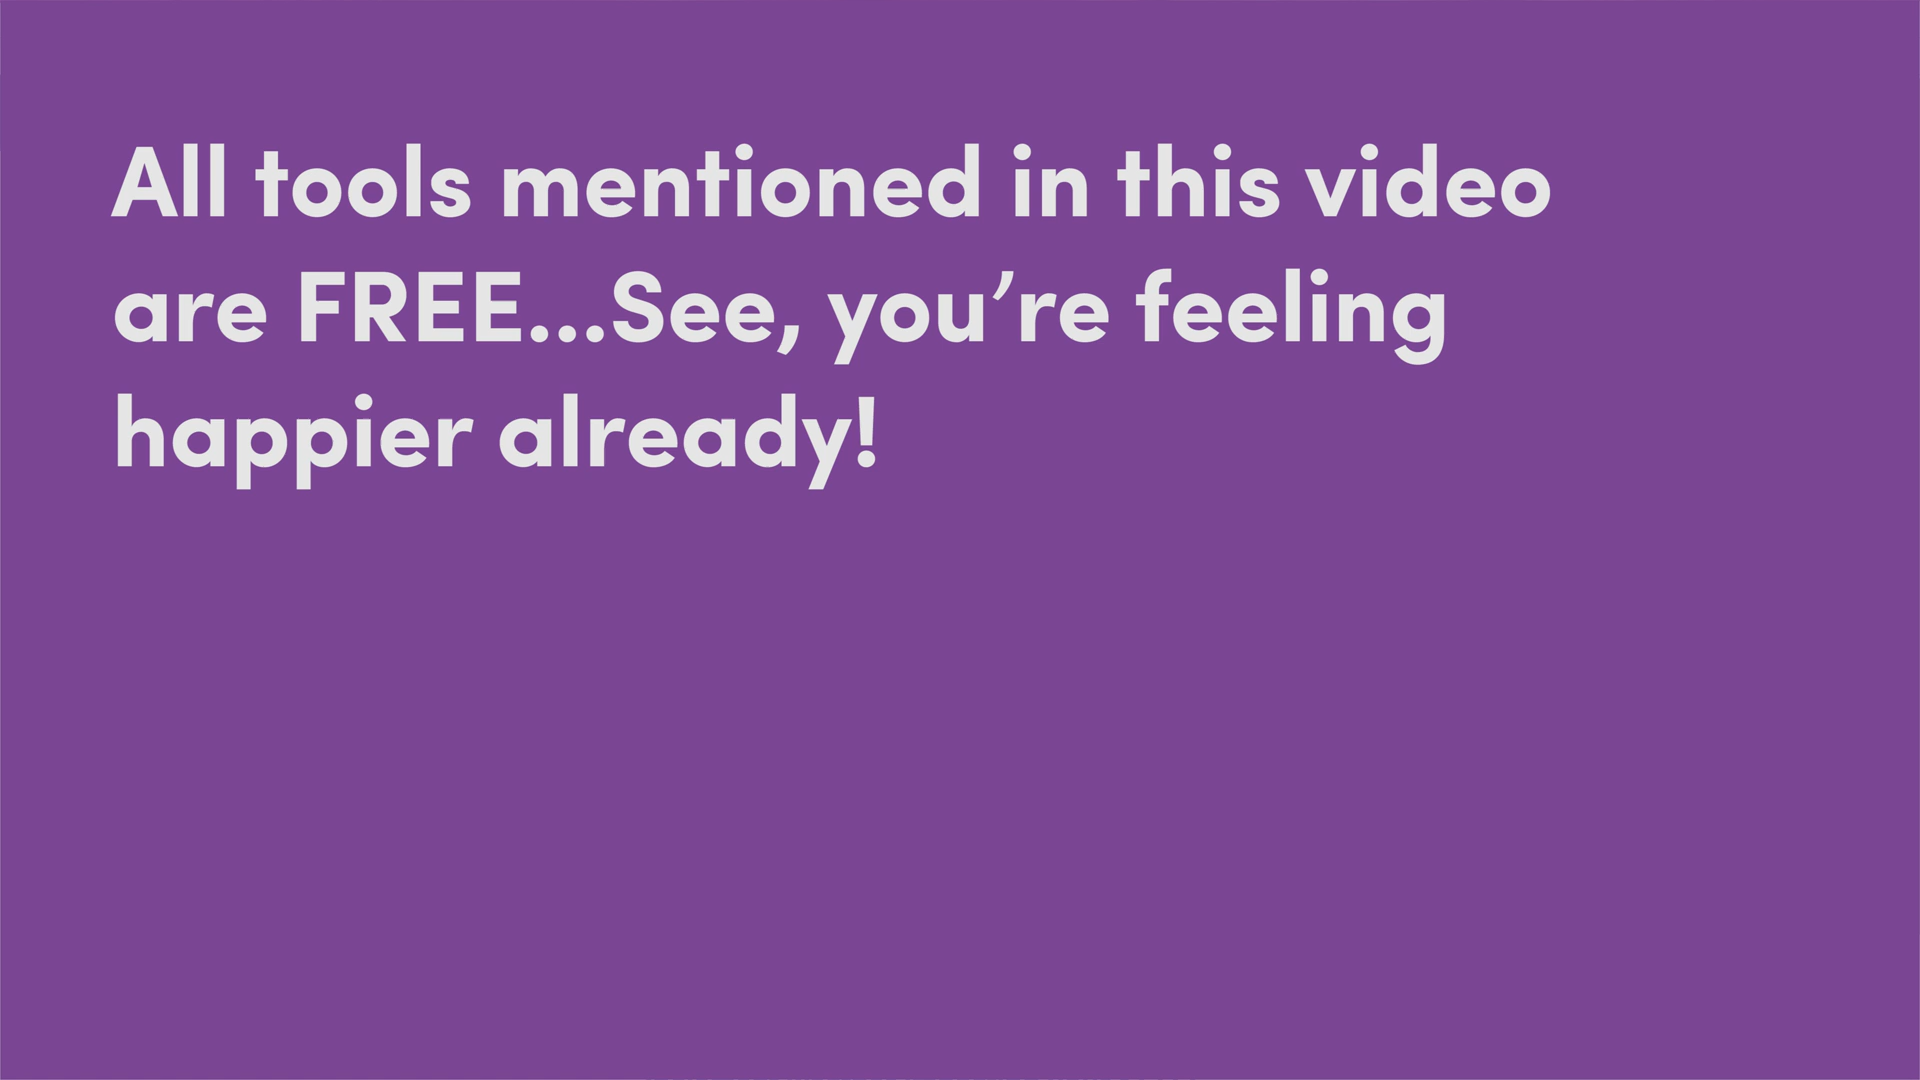 All tools mentioned in this video
are FREE...See, you’re feeling
happier already!